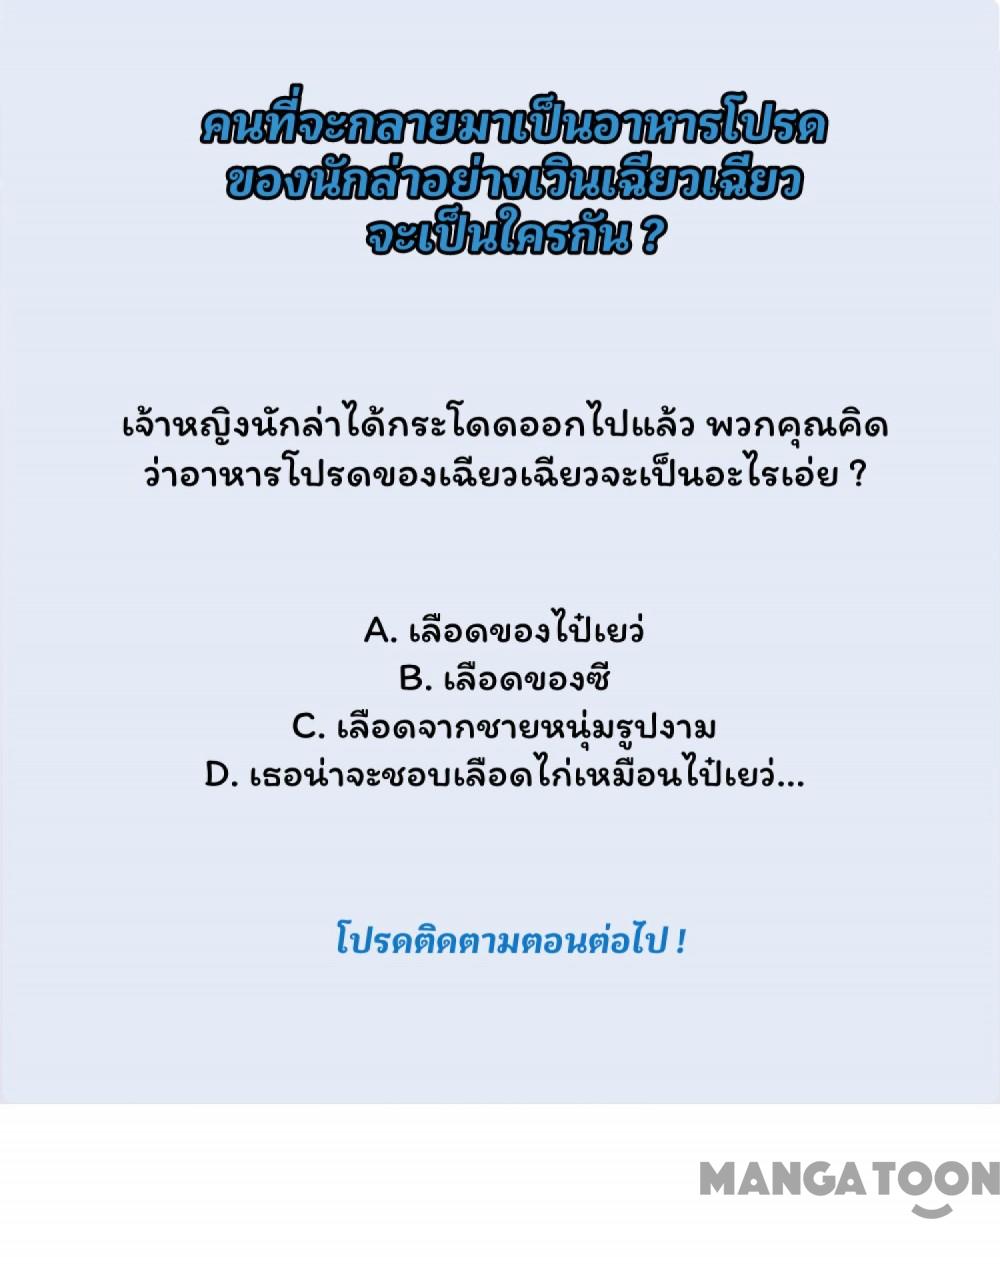 คนที่จะกลายมาเป็นอาหารโปรด
ของนักล่าอย่างเวินเฉียวเฉียว
จะเป็นใครกัน ?
เจ้าหญิงนักล่าได้กระโดดออกไปแล้ว พวกคุณคิด
ว่าอาหารโปรดของเฉียวเฉียวจะเป็นอะไรเอ่ย ?
A. เลือดของไป๋เยว่
B. เลือดของซี
C. เลือดจากชายหนุ่มรูปงาม
D. เธอน่าจะชอบเลือดไก่เหมือนไป๋เยว่...
โปรดติดตามตอนต่อไป !
MANGATOON